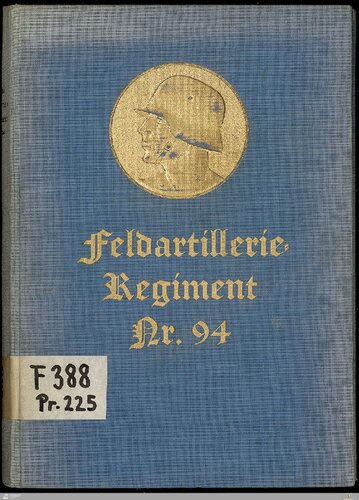 Feldartillerie-
Regiment
Nr. 94
F 388
Pr. 225